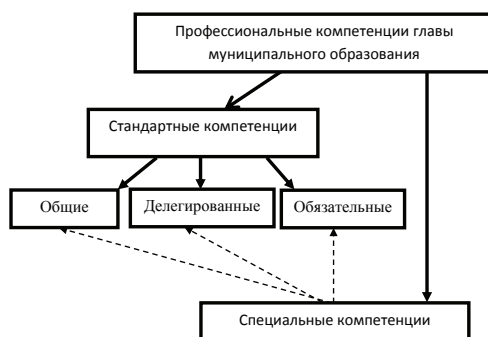 Профессиональные компетенции главы
муниципального образования
Стандартные компетенции
Общие
Делегированные
Обязательные
Специальные компетенции